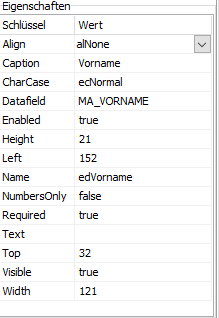 Eigenschaften
Schlüssel Wert
Align alNone
Caption Vorname
CharCase ecNormal
Datafield MA_VORNAME
Enabled true
Height 21
Left 152
Name edVorname
NumbersOnly false
Required true
Text
Top 32
Visible true
Width 121